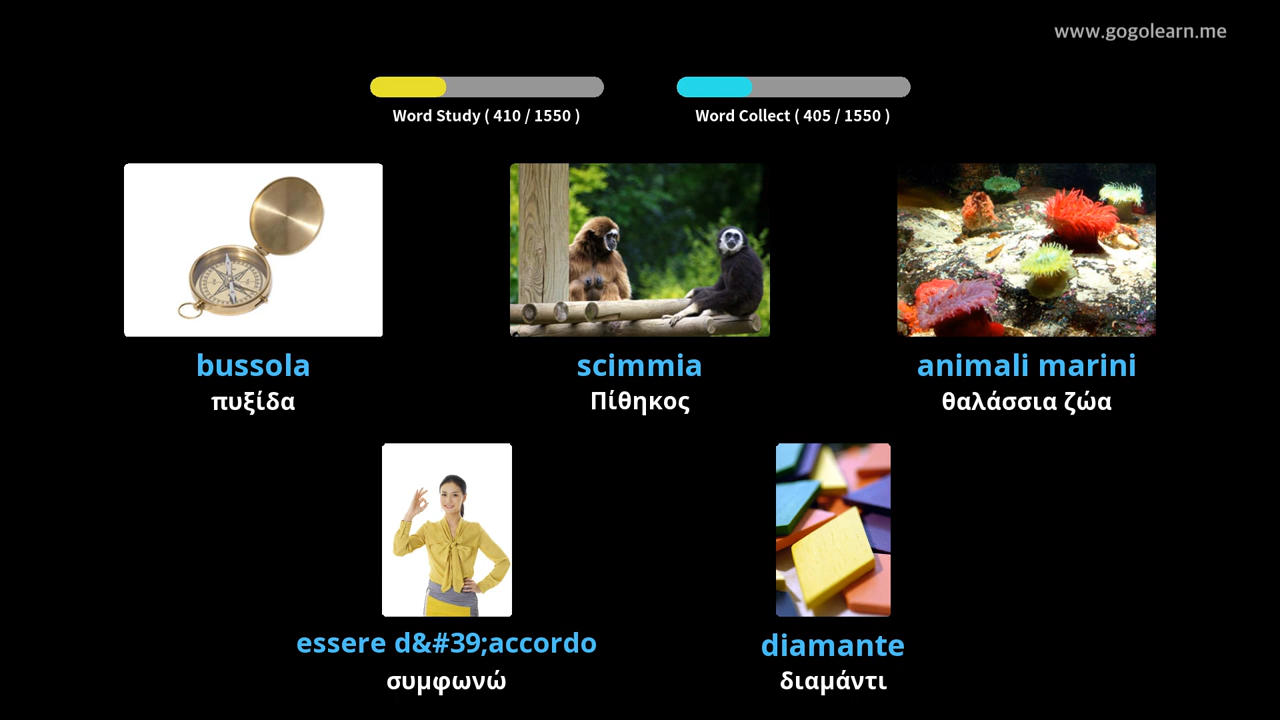 www.gogolearn.me
Word Study ( 410 / 1550 )
Word Collect ( 405 / 1550 )
bussola
πυξίδα
scimmia
Πίθηκος
animali marini
θαλάσσια ζώα
essere d&#39;accordo
συμφωνώ
diamante
διαμάντι